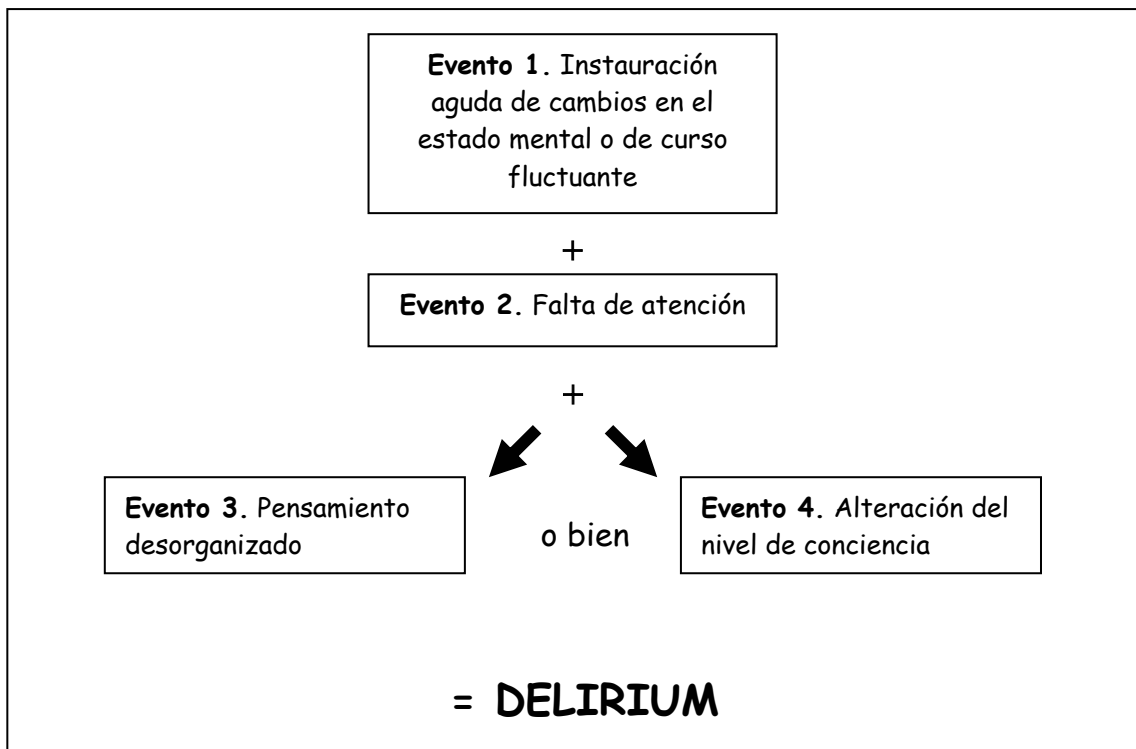 Evento 1. Instauración
aguda de cambios en el
estado mental o de curso
fluctuante
+
Evento 2. Falta de atención
+
Evento 3. Pensamiento
desorganizado
o bien
Evento 4. Alteración del
nivel de conciencia
= DELIRIUM